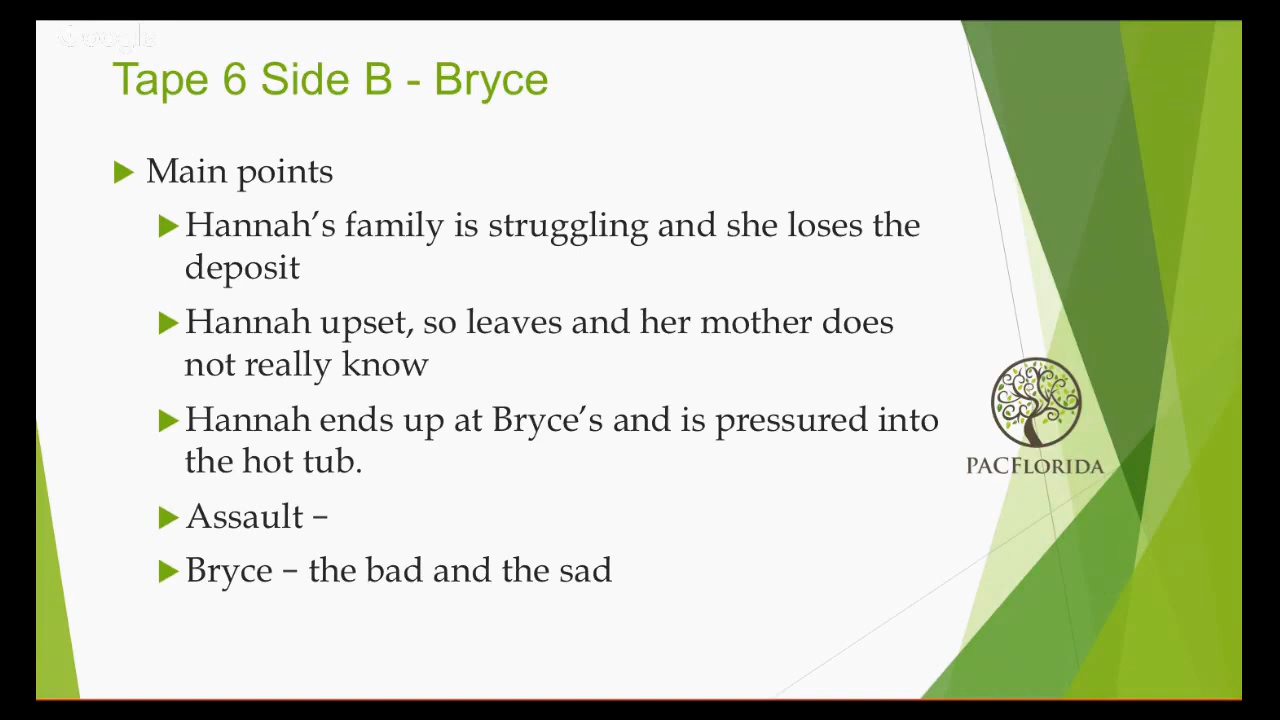 Google
Tape 6 Side B - Bryce
Main points
Hannah’s family is struggling and she loses the
deposit
Hannah upset, so leaves and her mother does
not really know
Hannah ends up at Bryce’s and is pressured into
the hot tub.
Assault –
Bryce – the bad and the sad
PACFLORIDA